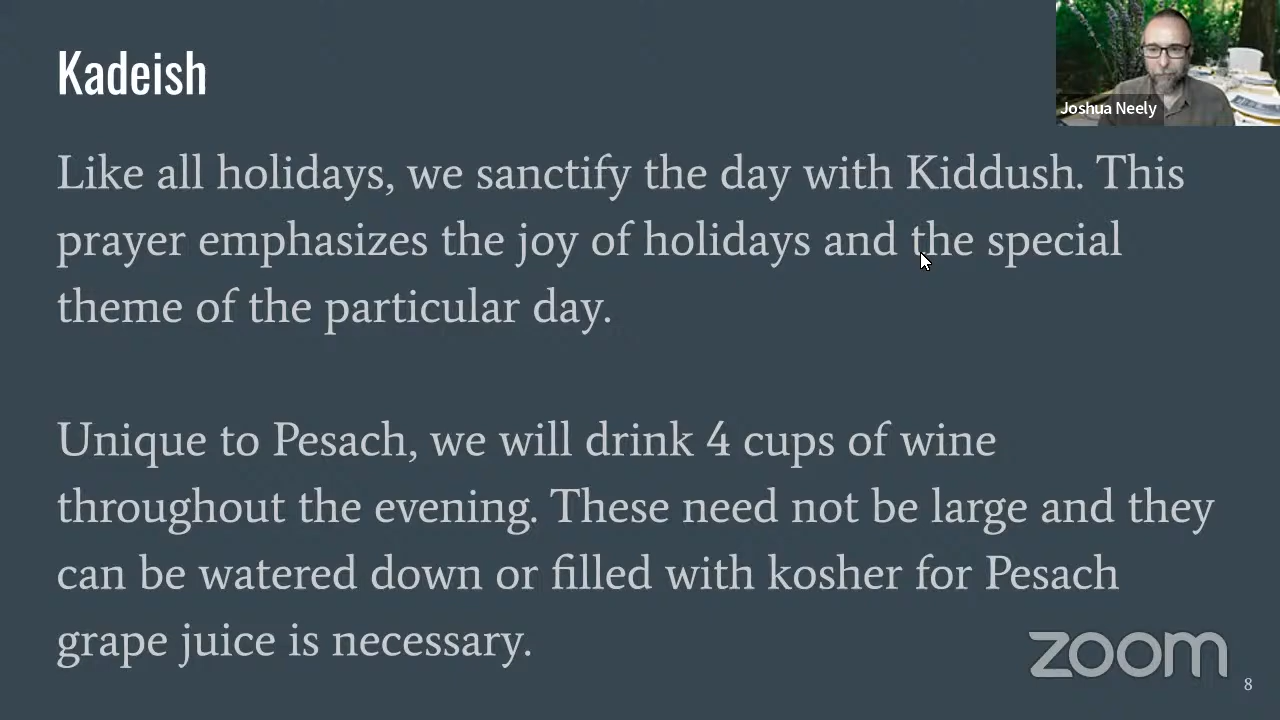 Kadeish
Joshua Neely
Like all holidays, we sanctify the day with Kiddush. This
prayer emphasizes the joy of holidays and the special
theme of the particular day.
Unique to Pesach, we will drink 4 cups of wine
throughout the evening. These need not be large and they
can be watered down or filled with kosher for Pesach
grape juice is necessary.
zoom
8